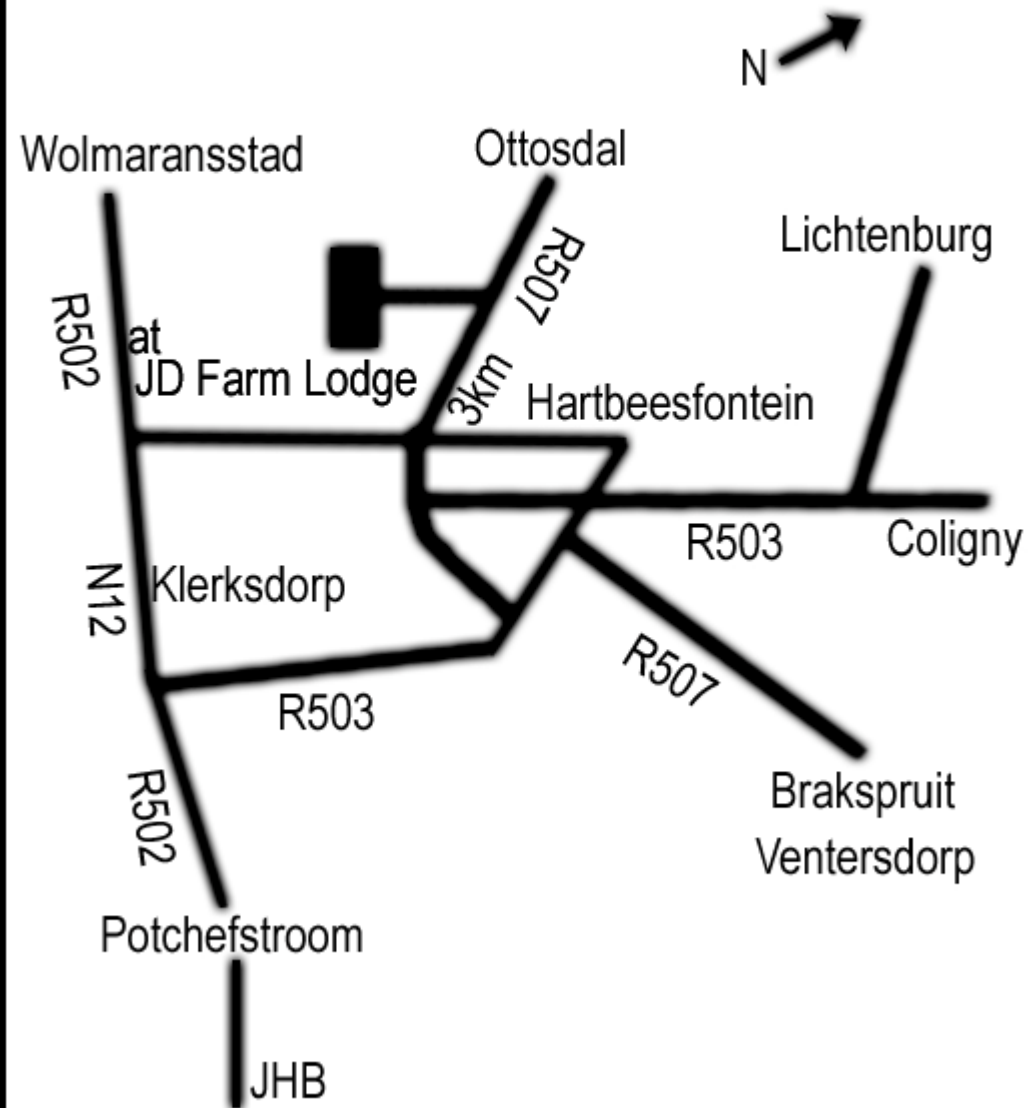 N
Wolmaransstad
Ottosdal
Lichtenburg
R507
R502
at
JD Farm Lodge
3km
Hartbeesfontein
R503
Coligny
N12
Klerksdorp
R507
R503
R502
Brakspruit
Ventersdorp
Potchefstroom
JHB